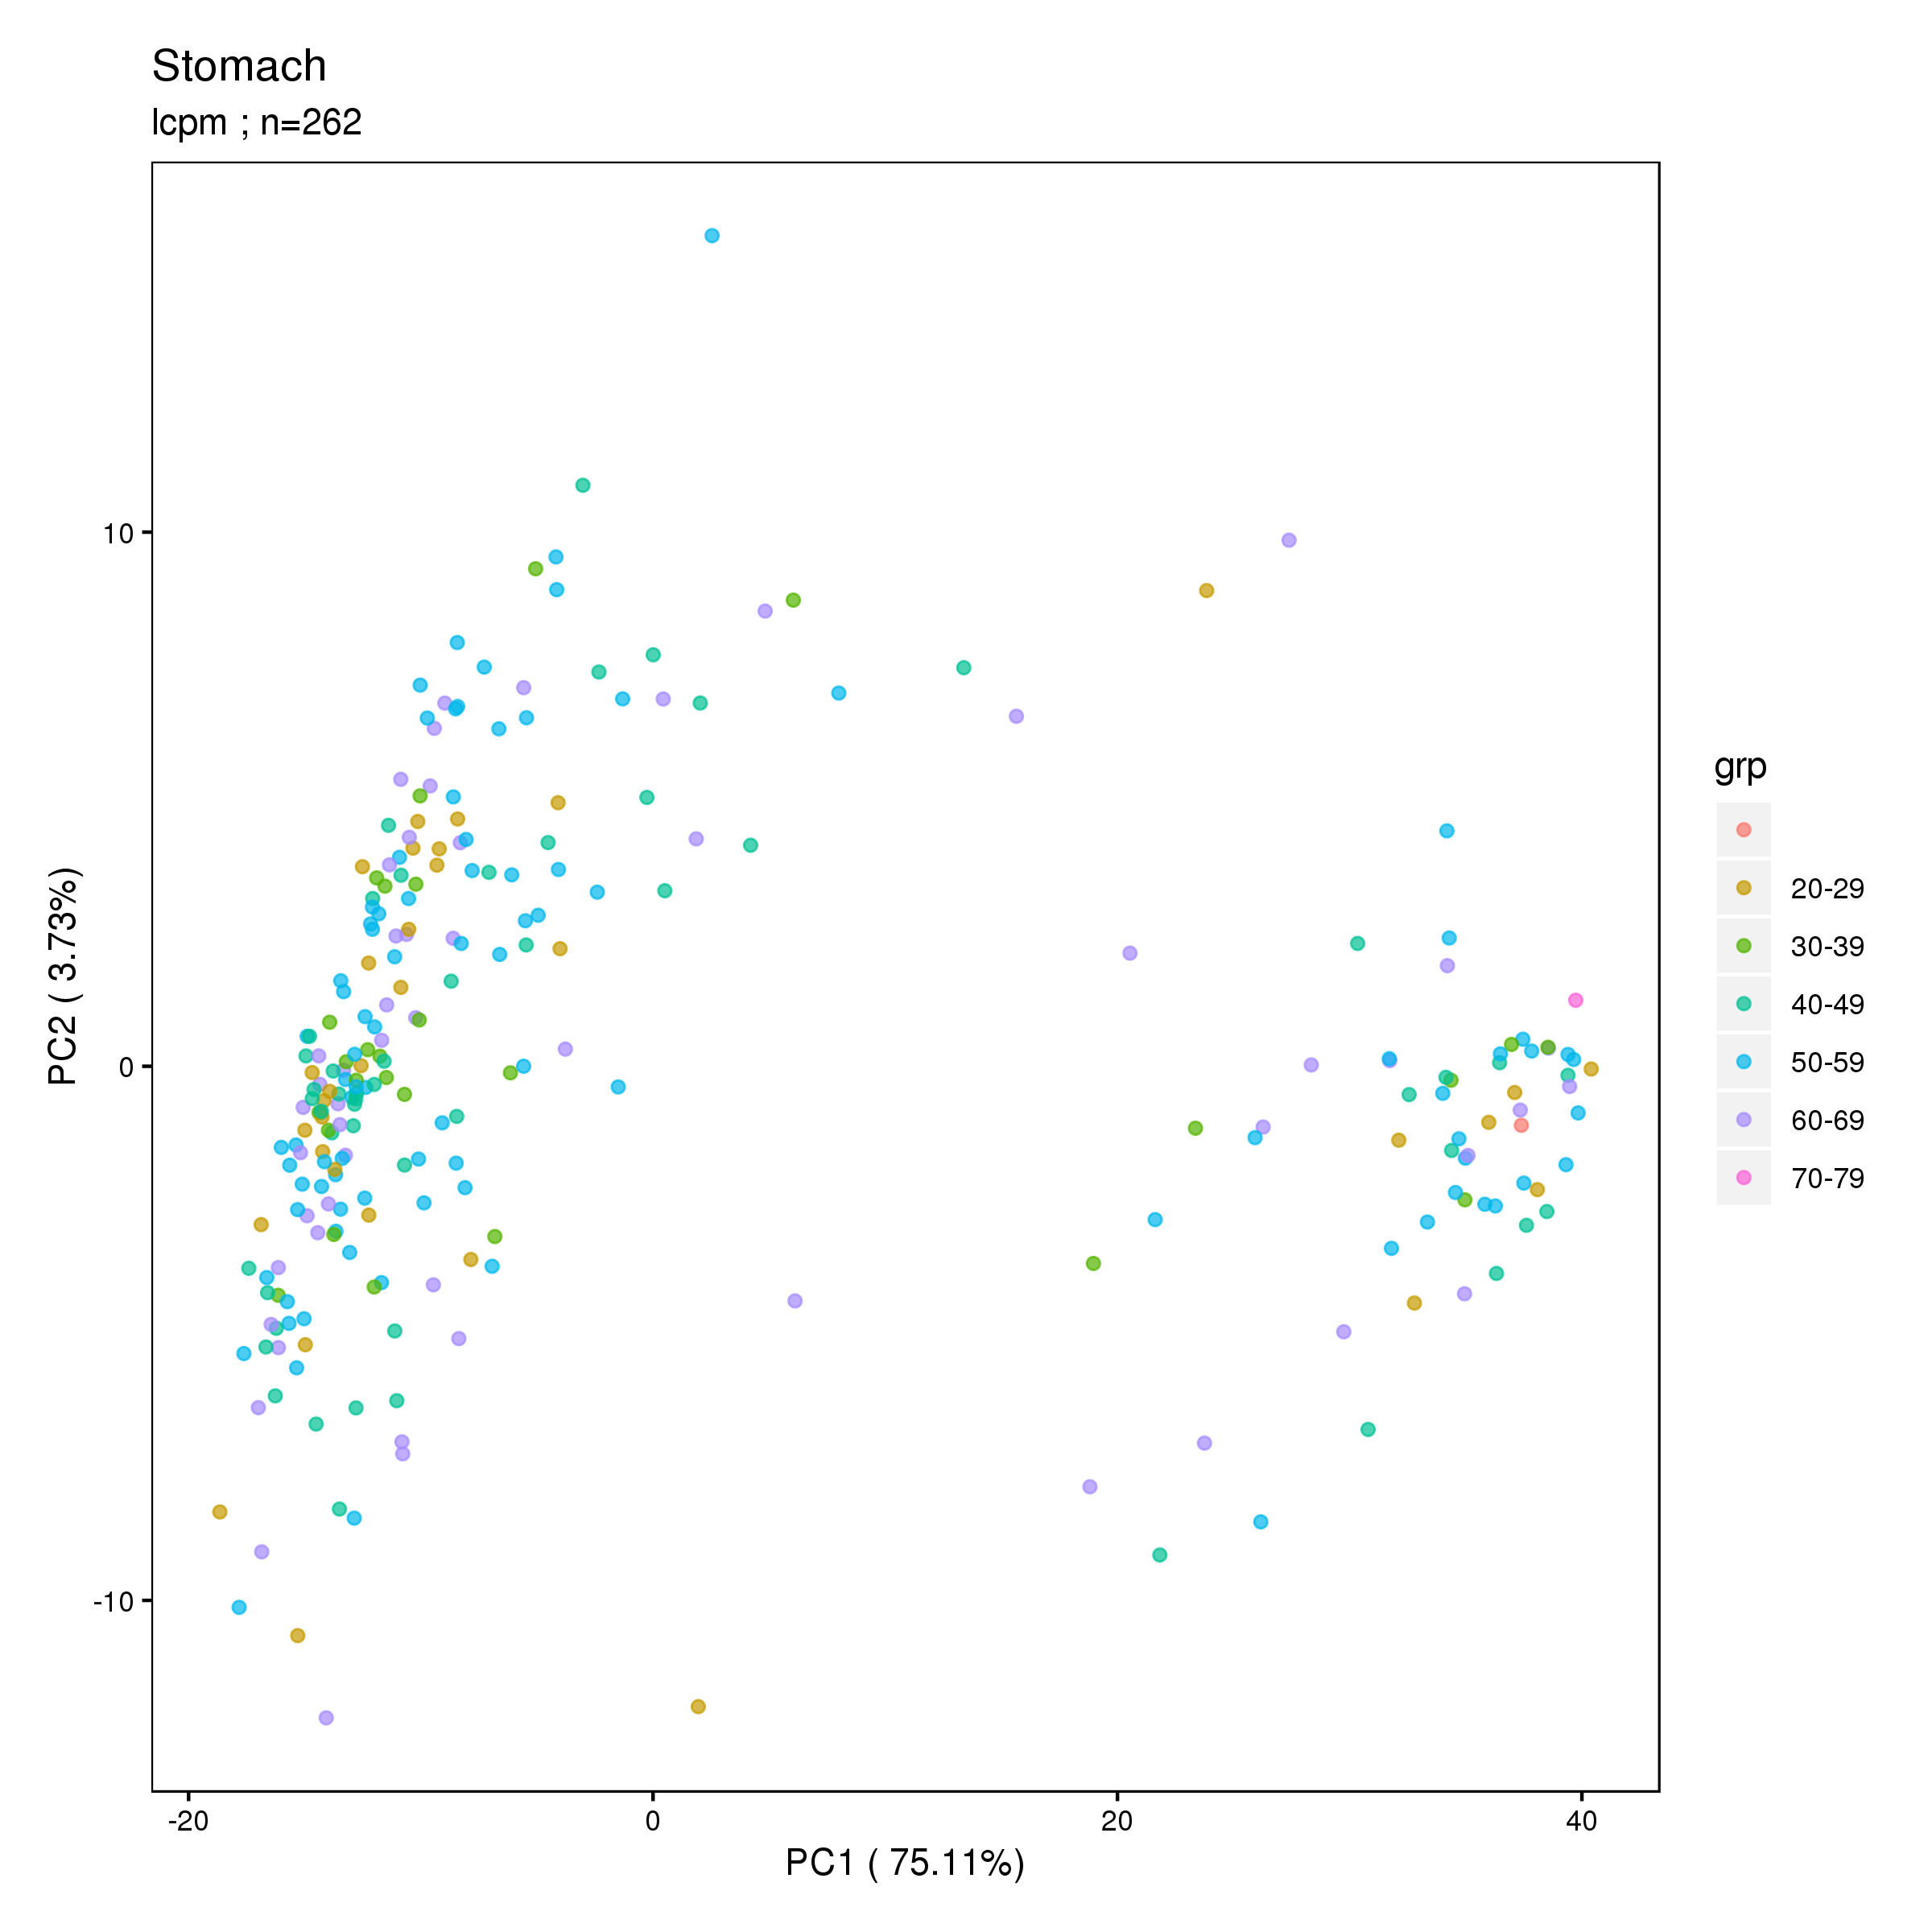 Stomach
lcpm ; n=262
10
0
-10
PC2 ( 3.73%)
-20
0
20
40
PC1 ( 75.11%)
grp
20-29
30-39
40-49
50-59
60-69
70-79